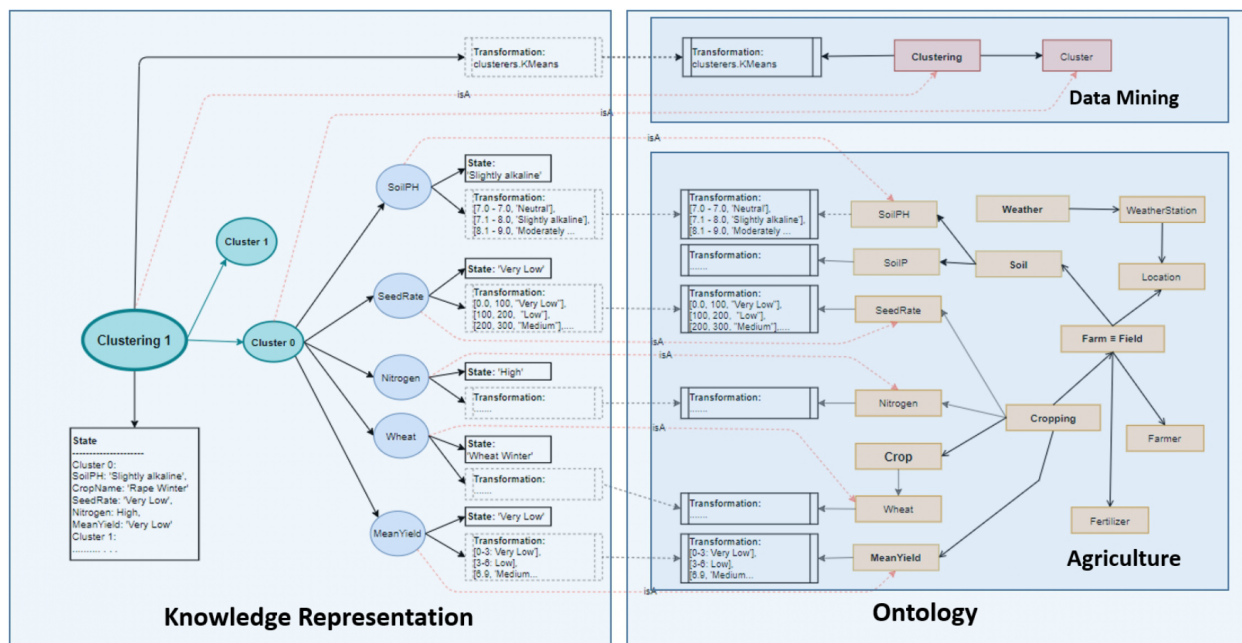 Transformation:
clusterers.KMeans
isA
isA
SoilPH
State:
'Slightly alkaline'
Transformation:
[7.0 - 7.0, 'Neutral'],
[7.1 - 8.0, 'Slightly alkaline'],
[8.1 - 9.0, 'Moderately ...
Cluster 1
SeedRate
State: 'Very Low'
Transformation:
[0.0, 100, "Very Low"],
[100, 200, "Low"],
[200, 300, "Medium"],....
Clustering 1
Cluster 0
Nitrogen
State: 'High'
Transformation:
.......
Wheat
State:
'Wheat Winter'
Transformation:
.......
State
----------------------
Cluster 0:
SoilPH: 'Slightly alkaline',
CropName: 'Rape Winter'
SeedRate: 'Very Low',
Nitrogen: High,
MeanYield: 'Very Low'
Cluster 1:
.......... . . .
MeanYield
State: 'Very Low'
Transformation:
[0-3: Very Low],
[3-6: Low],
[6.9, 'Medium...
Knowledge Representation
Transformation:
clusterers.KMeans
Clustering
Cluster
Data Mining
isA
Transformation:
[7.0 - 7.0, 'Neutral'],
[7.1 - 8.0, 'Slightly alkaline'],
[8.1 - 9.0, 'Moderately ...
SoilPH
Weather
WeatherStation
Transformation:
.......
SoilP
Soil
Location
Transformation:
[0.0, 100, "Very Low"],
[100, 200, "Low"],
[200, 300, "Medium"],....
SeedRate
isA
isA
Farm ≡ Field
Transformation:
.......
Nitrogen
Cropping
isA
Crop
Farmer
Transformation:
.......
Wheat
Fertilizer
Transformation:
[0-3: Very Low],
[3-6: Low],
[6.9, 'Medium...
MeanYield
Agriculture
isA
Ontology